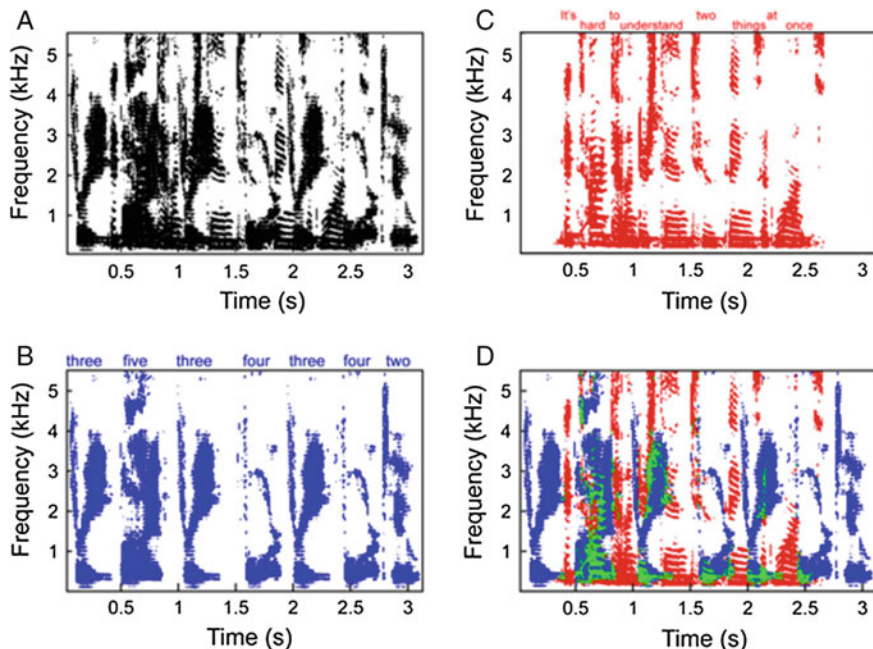 A
Frequency (kHz)
5
4
3
2
1
0.5 1 1.5 2 2.5 3
Time (s)
C
It's to two at
hard understand things once
Frequency (kHz)
5
4
3
2
1
0.5 1 1.5 2 2.5 3
Time (s)
B
three five three four three four two
Frequency (kHz)
5
4
3
2
1
0.5 1 1.5 2 2.5 3
Time (s)
D
Frequency (kHz)
5
4
3
2
1
0.5 1 1.5 2 2.5 3
Time (s)